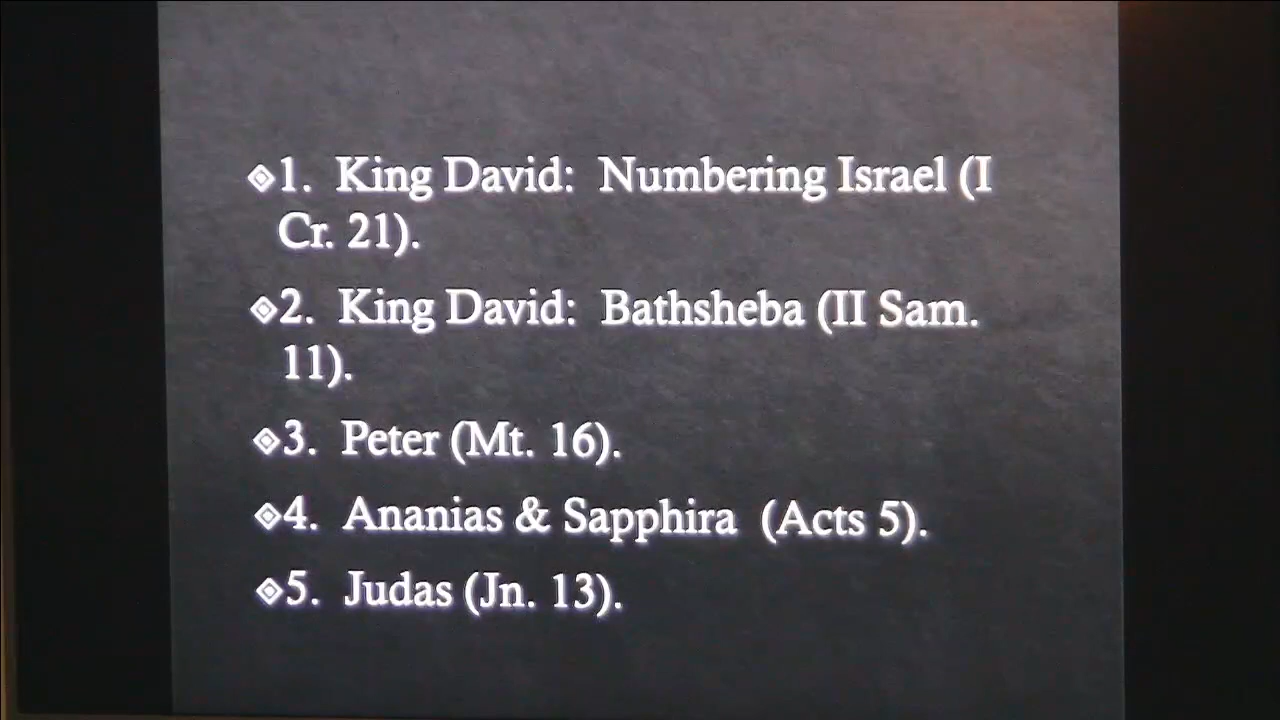 1. King David: Numbering Israel (I
Cr. 21).
2. King David: Bathsheba (II Sam.
11).
3. Peter (Mt. 16).
4. Ananias & Sapphira (Acts 5).
5. Judas (Jn. 13).